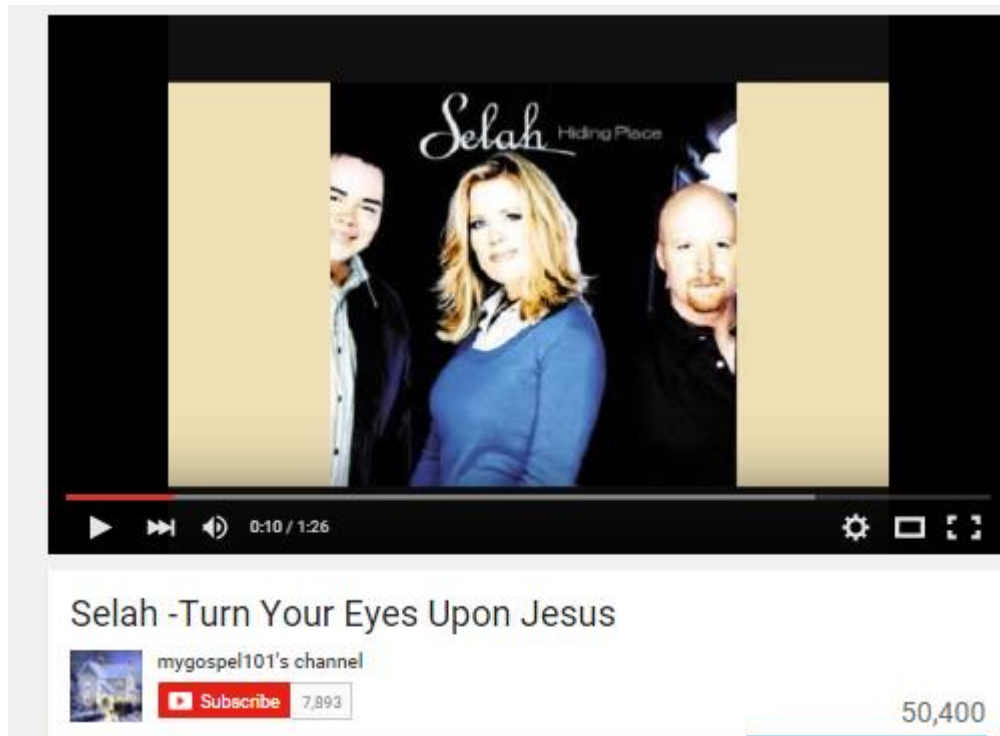 Selah Hiding Place
0:10 / 1:26
Selah -Turn Your Eyes Upon Jesus
mygospel101's channel
Subscribe 7,893
50,400